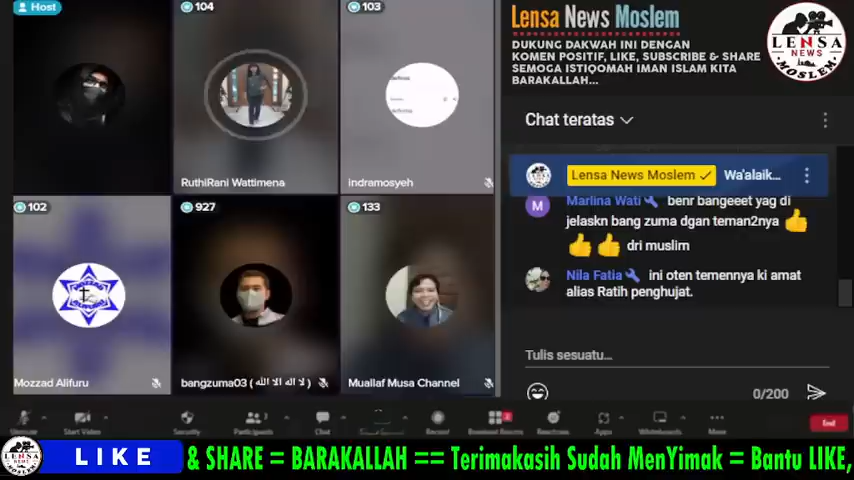 Host
104
103
RuthiRani Wattimena
Indramosyeh
102
927
133
Mozzad Alifuru
bangzuma03 ( لا اله الا الله )
Muallaf Musa Channel
Lensa News Moslem
DUKUNG DAKWAH INI DENGAN
KOMEN POSITIF, LIKE, SUBSCRIBE & SHARE
SEMOGA ISTIQOMAH IMAN ISLAM KITA
BARAKALLAH...
LENSA
NEWS
MOSLEM
Chat teratas
Lensa News Moslem Wa'alaik...
Marlina Wati benr bangeeet yag di
jelaskn bang zuma dgan teman2nya 👍
👍 👍 dri muslim
Nila Fatia ini oten temennya ki amat
alias Ratih penghujat.
Tulis sesuatu...
0/200
Start Video
Security
Participants
Chat
Record
Breakout Rooms
Reactions
Apps
Whiteboards
More
End
LIKE & SHARE = BARAKALLAH == Terimakasih Sudah MenYimak = Bantu LIKE,